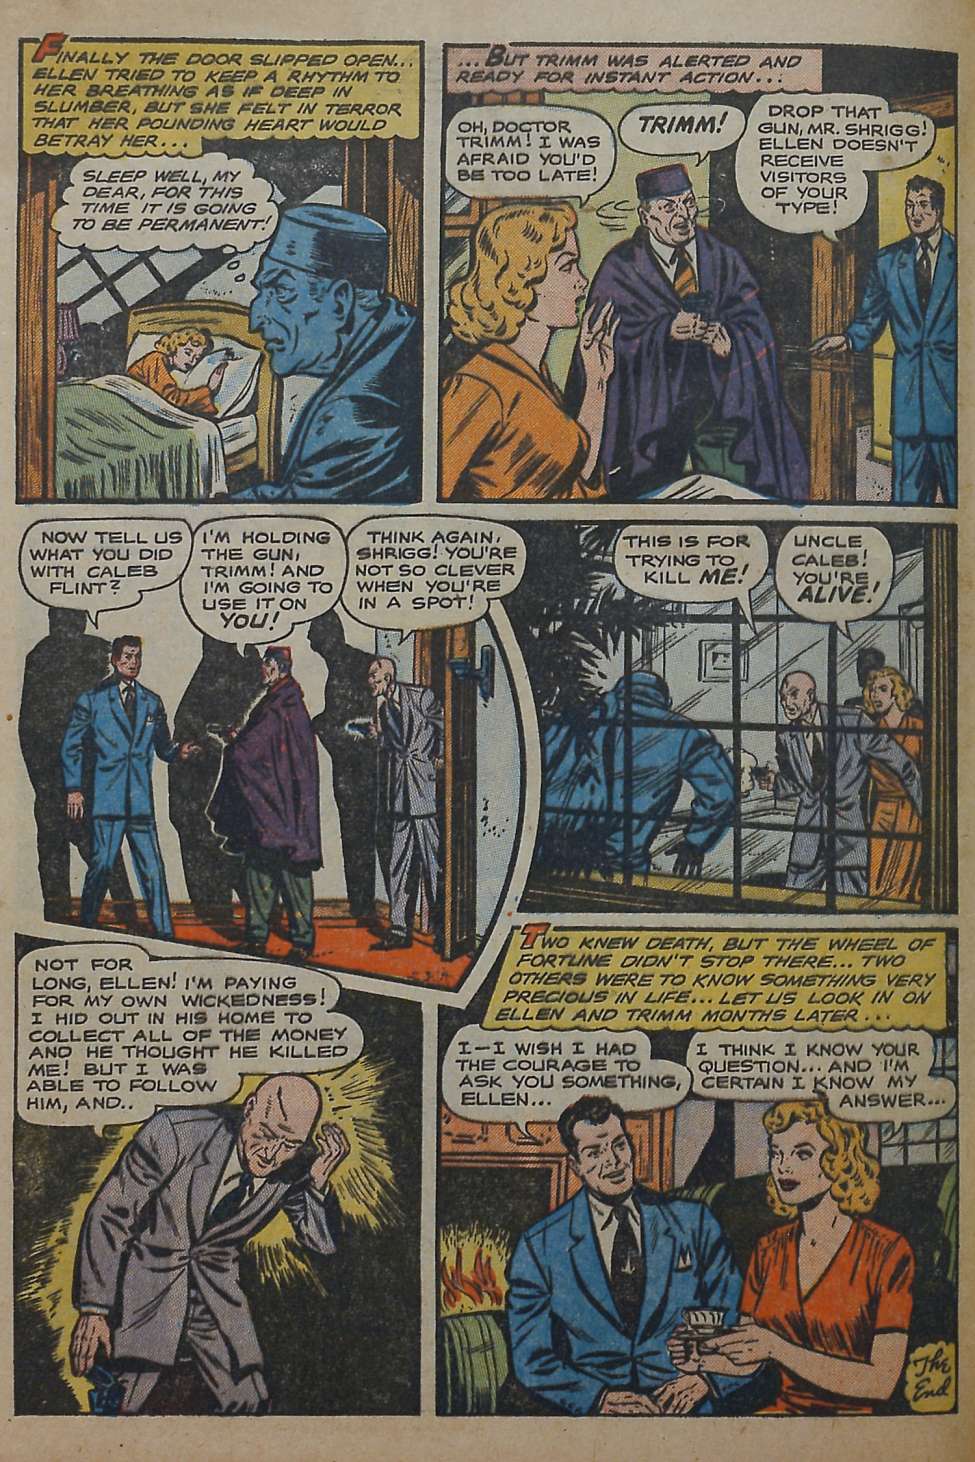 FINALLY THE DOOR SLIPPED OPEN...
ELLEN TRIED TO KEEP A RHYTHM TO
HER BREATHING AS IF DEEP IN
SLUMBER, BUT SHE FELT IN TERROR
THAT HER POUNDING HEART WOULD
BETRAY HER...
SLEEP WELL, MY
DEAR, FOR THIS
TIME IT IS GOING
TO BE PERMANENT!
...BUT TRIMM WAS ALERTED AND
READY FOR INSTANT ACTION...
OH, DOCTOR
TRIMM! I WAS
AFRAID YOU'D
BE TOO LATE!
TRIMM!
DROP THAT
GUN, MR. SHRIGG!
ELLEN DOESN'T
RECEIVE
VISITORS
OF YOUR
TYPE!
NOW TELL US
WHAT YOU DID
WITH CALEB
FLINT?
I'M HOLDING
THE GUN,
TRIMM! AND
I'M GOING TO
USE IT ON
YOU!
THINK AGAIN,
SHRIGG! YOU'RE
NOT SO CLEVER
WHEN YOU'RE
IN A SPOT!
THIS IS FOR
TRYING TO
KILL ME!
UNCLE
CALEB!
YOU'RE
ALIVE!
NOT FOR
LONG, ELLEN! I'M PAYING
FOR MY OWN WICKEDNESS!
I HID OUT IN HIS HOME TO
COLLECT ALL OF THE MONEY
AND HE THOUGHT HE KILLED
ME! BUT I WAS
ABLE TO FOLLOW
HIM, AND..
TWO KNEW DEATH, BUT THE WHEEL OF
FORTUNE DIDN'T STOP THERE... TWO
OTHERS WERE TO KNOW SOMETHING VERY
PRECIOUS IN LIFE... LET US LOOK IN ON
ELLEN AND TRIMM MONTHS LATER...
I-I WISH I HAD
THE COURAGE TO
ASK YOU SOMETHING,
ELLEN...
I THINK I KNOW YOUR
QUESTION... AND I'M
CERTAIN I KNOW MY
ANSWER...
The
End